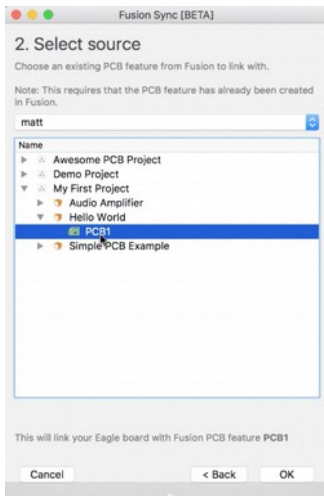 Fusion Sync [BETA]
2. Select source
Choose an existing PCB feature from Fusion to link with.
Note: This requires that the PCB feature has already been created
in Fusion.
matt
Name
Awesome PCB Project
Demo Project
My First Project
Audio Amplifier
Hello World
PCB1
Simple PCB Example
This will link your Eagle board with Fusion PCB feature PCB1
Cancel
< Back
OK